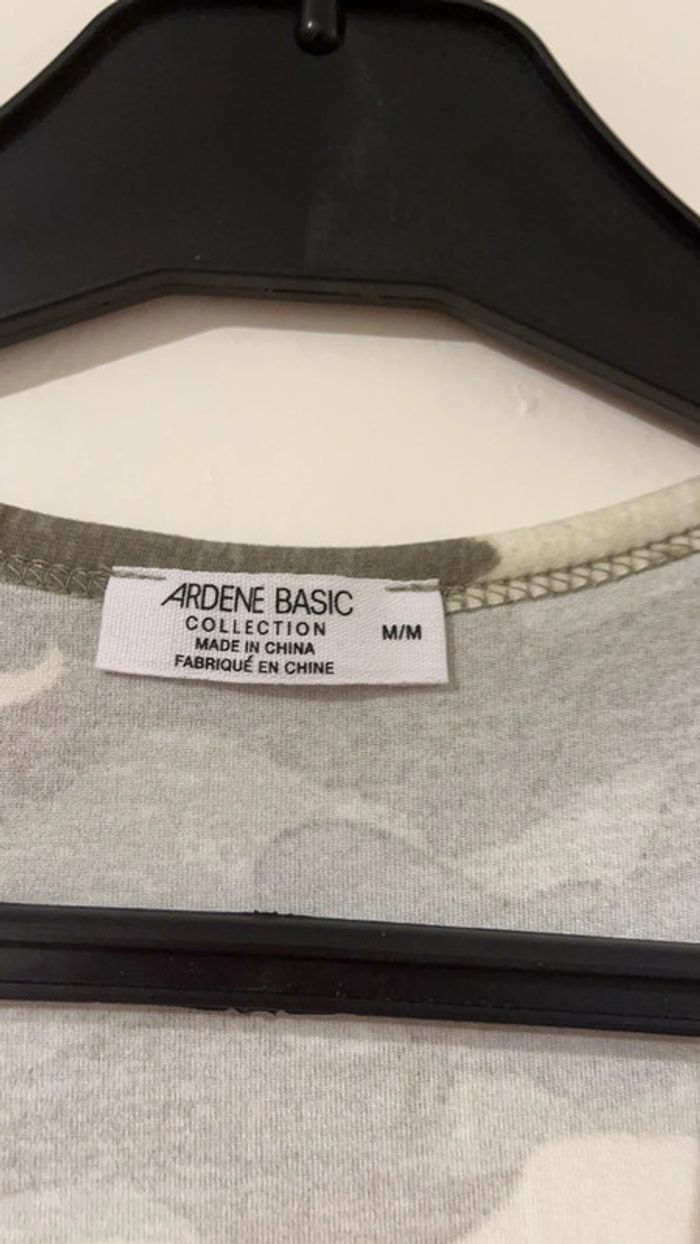 ARDENE BASIC
COLLECTION
MADE IN CHINA
FABRIQUÉ EN CHINE
M/M